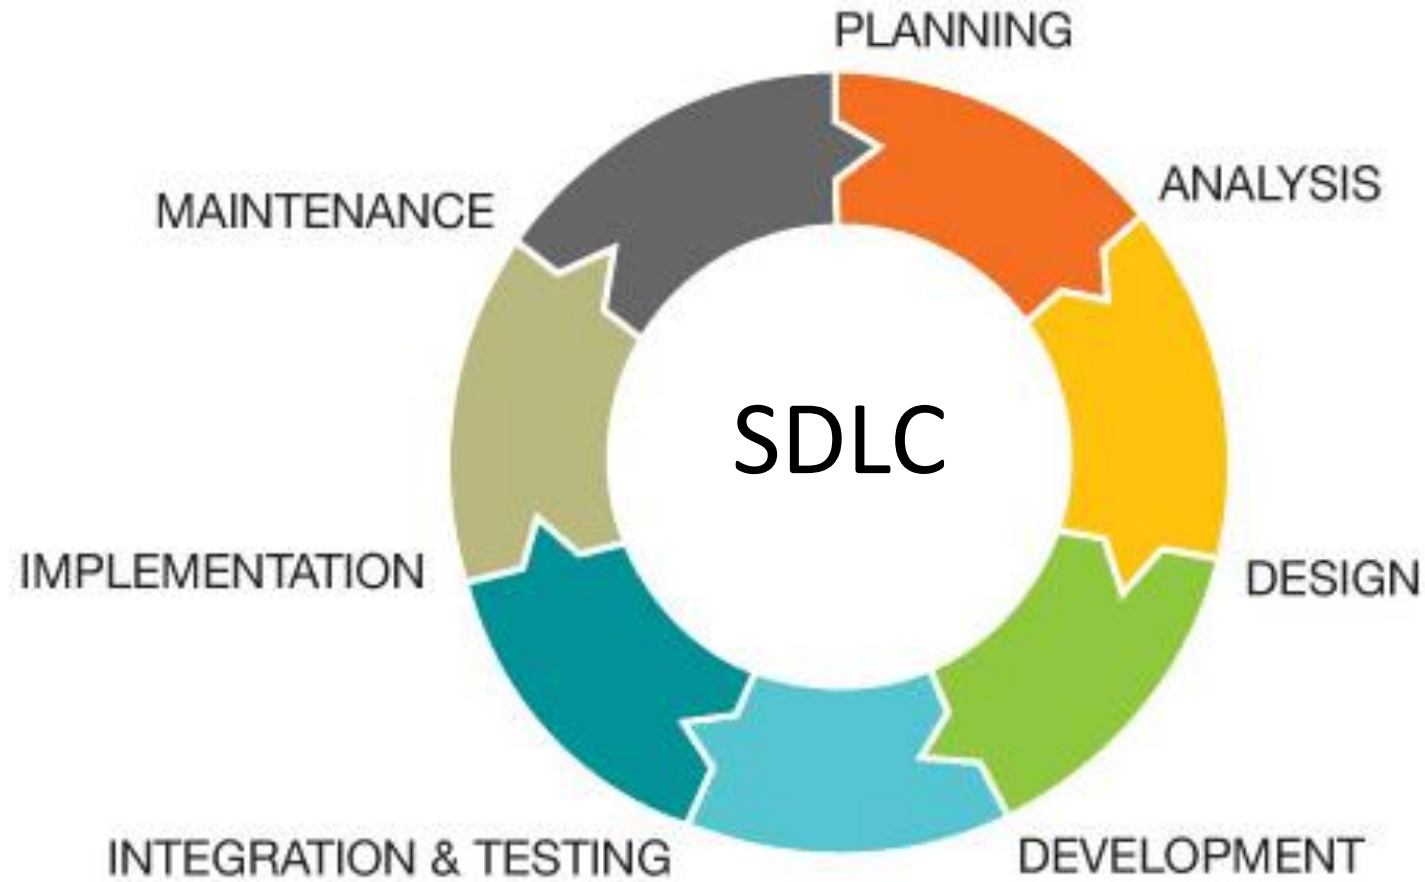 PLANNING
ANALYSIS
MAINTENANCE
SDLC
IMPLEMENTATION
DESIGN
INTEGRATION & TESTING
DEVELOPMENT